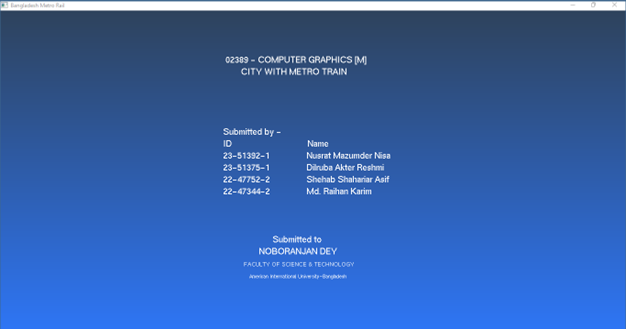 Bangladesh Metro Rail
02389 - COMPUTER GRAPHICS [M]
CITY WITH METRO TRAIN
Submitted by -
ID Name
23-51392-1 Nusrat Mazumder Nisa
23-51375-1 Dilruba Akter Reshmi
22-47752-2 Shehab Shahariar Asif
22-47344-2 Md. Raihan Karim
Submitted to
NOBORANJAN DEY
FACULTY OF SCIENCE & TECHNOLOGY
American International University-Bangladesh